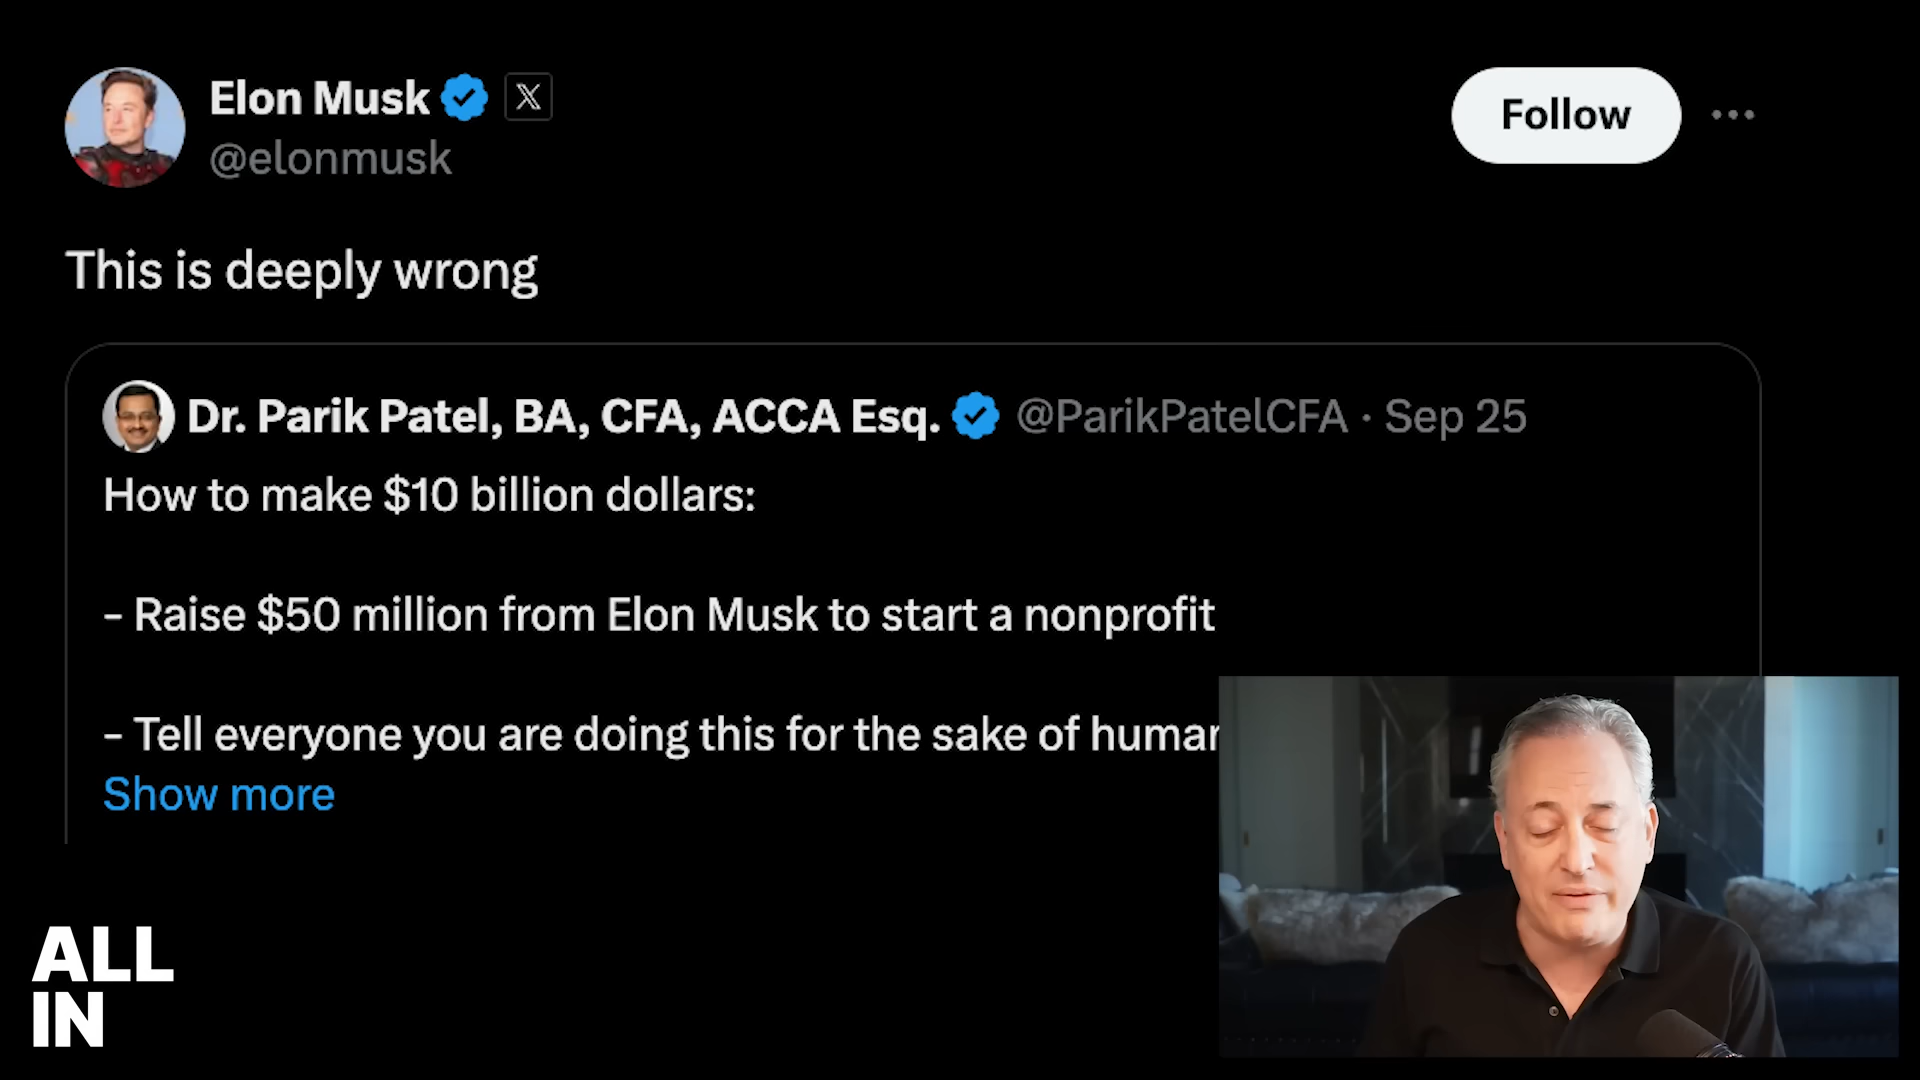 Elon Musk
@elonmusk
Follow
This is deeply wrong
Dr. Parik Patel, BA, CFA, ACCA Esq. @ParikPatelCFA · Sep 25
How to make $10 billion dollars:
- Raise $50 million from Elon Musk to start a nonprofit
- Tell everyone you are doing this for the sake of
Show more
ALL
IN